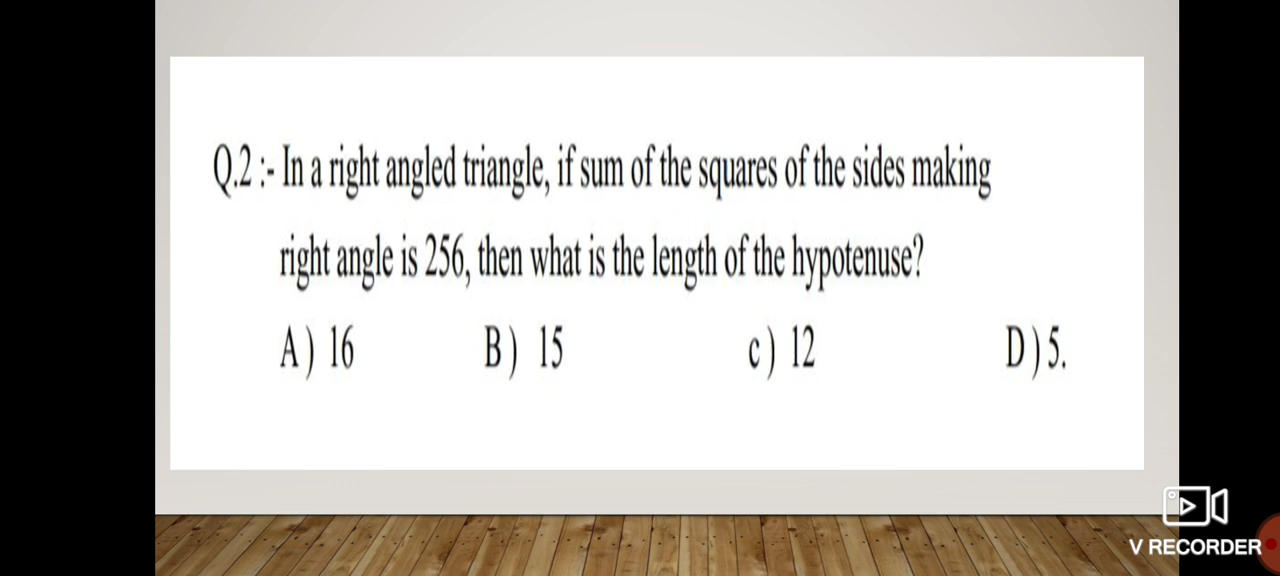 Q.2 :- In a right angled triangle, if sum of the squares of the sides making
right angle is 256, then what is the length of the hypotenuse?
A) 16 B) 15 c) 12 D) 5.
V RECORDER